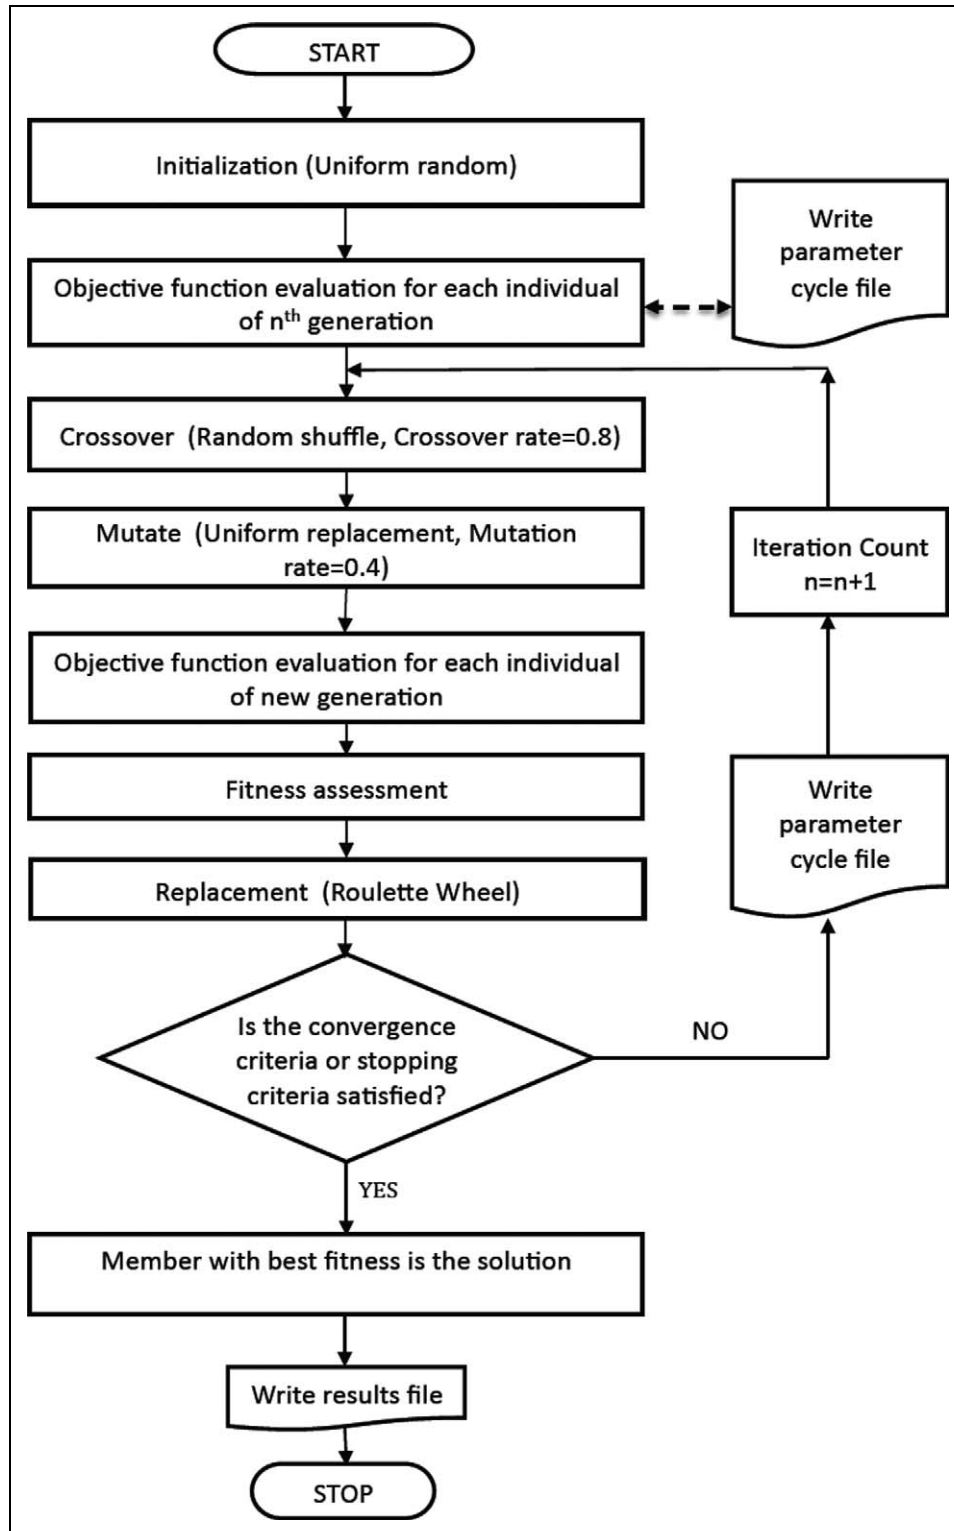 START
Initialization (Uniform random)
Objective function evaluation for each individual
of nth generation
Write
parameter
cycle file
Crossover (Random shuffle, Crossover rate=0.8)
Mutate (Uniform replacement, Mutation
rate=0.4)
Iteration Count
n=n+1
Objective function evaluation for each individual
of new generation
Fitness assessment
Write
parameter
cycle file
Replacement (Roulette Wheel)
Is the convergence
criteria or stopping
criteria satisfied?
NO
YES
Member with best fitness is the solution
Write results file
STOP